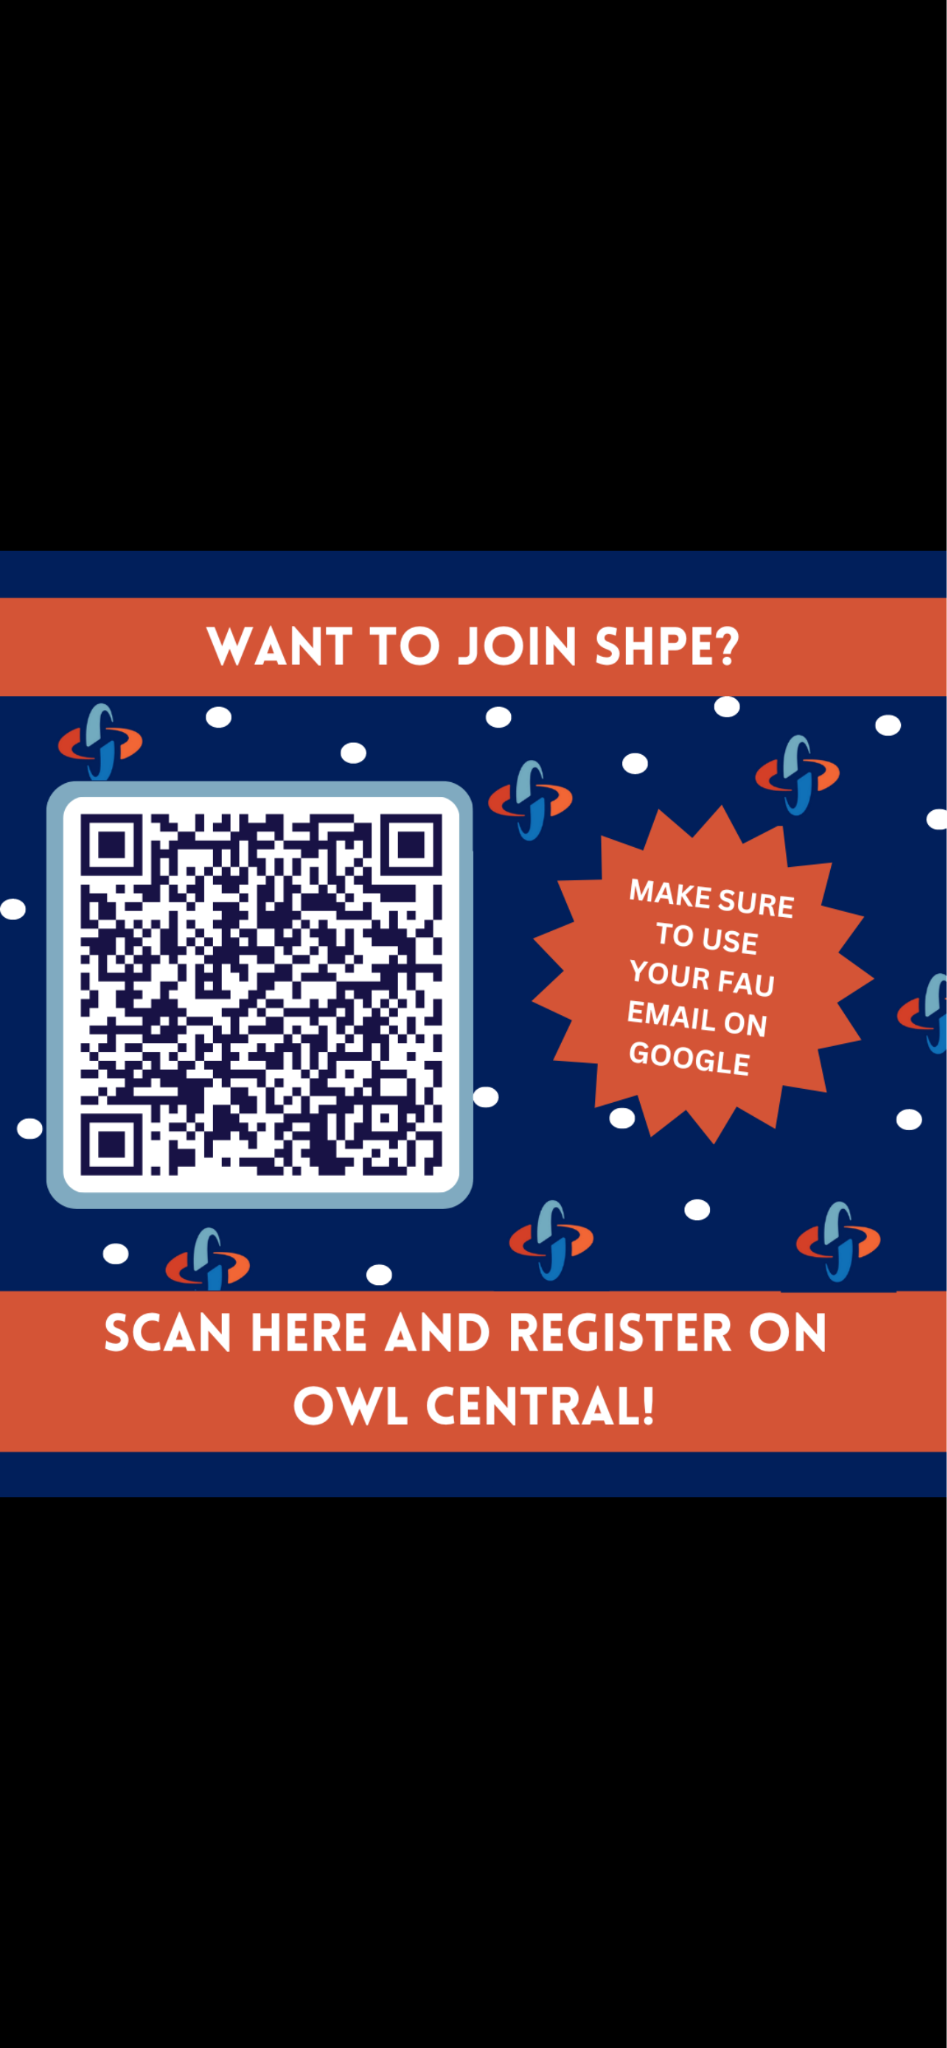 WANT TO JOIN SHPE?
MAKE SURE
TO USE
YOUR FAU
EMAIL ON
GOOGLE
SCAN HERE AND REGISTER ON
OWL CENTRAL!